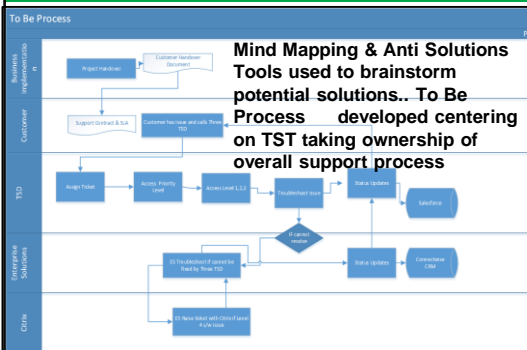 To Be Process
P
Business
Implementatio
n
Project Handover
Customer Handover
Document
Mind Mapping & Anti Solutions
Tools used to brainstorm
potential solutions.. To Be
Process developed centering
on TST taking ownership of
overall support process
Customer
Support Contract & SLA
Customer has issue and calls Three
TSD
TSD
Assign Ticket
Access Priority
Level
Access Level 1,2,3
Troubleshoot Issue
Status Updates
Salesforce
IF cannot
resolve
Enterprise
Solutions
ES Troubleshoot if cannot be
fixed by Three TSD
Status Updates
Connectwise
CRM
Citrix
ES Raise ticket with Citrix if Level
4 s/w issue